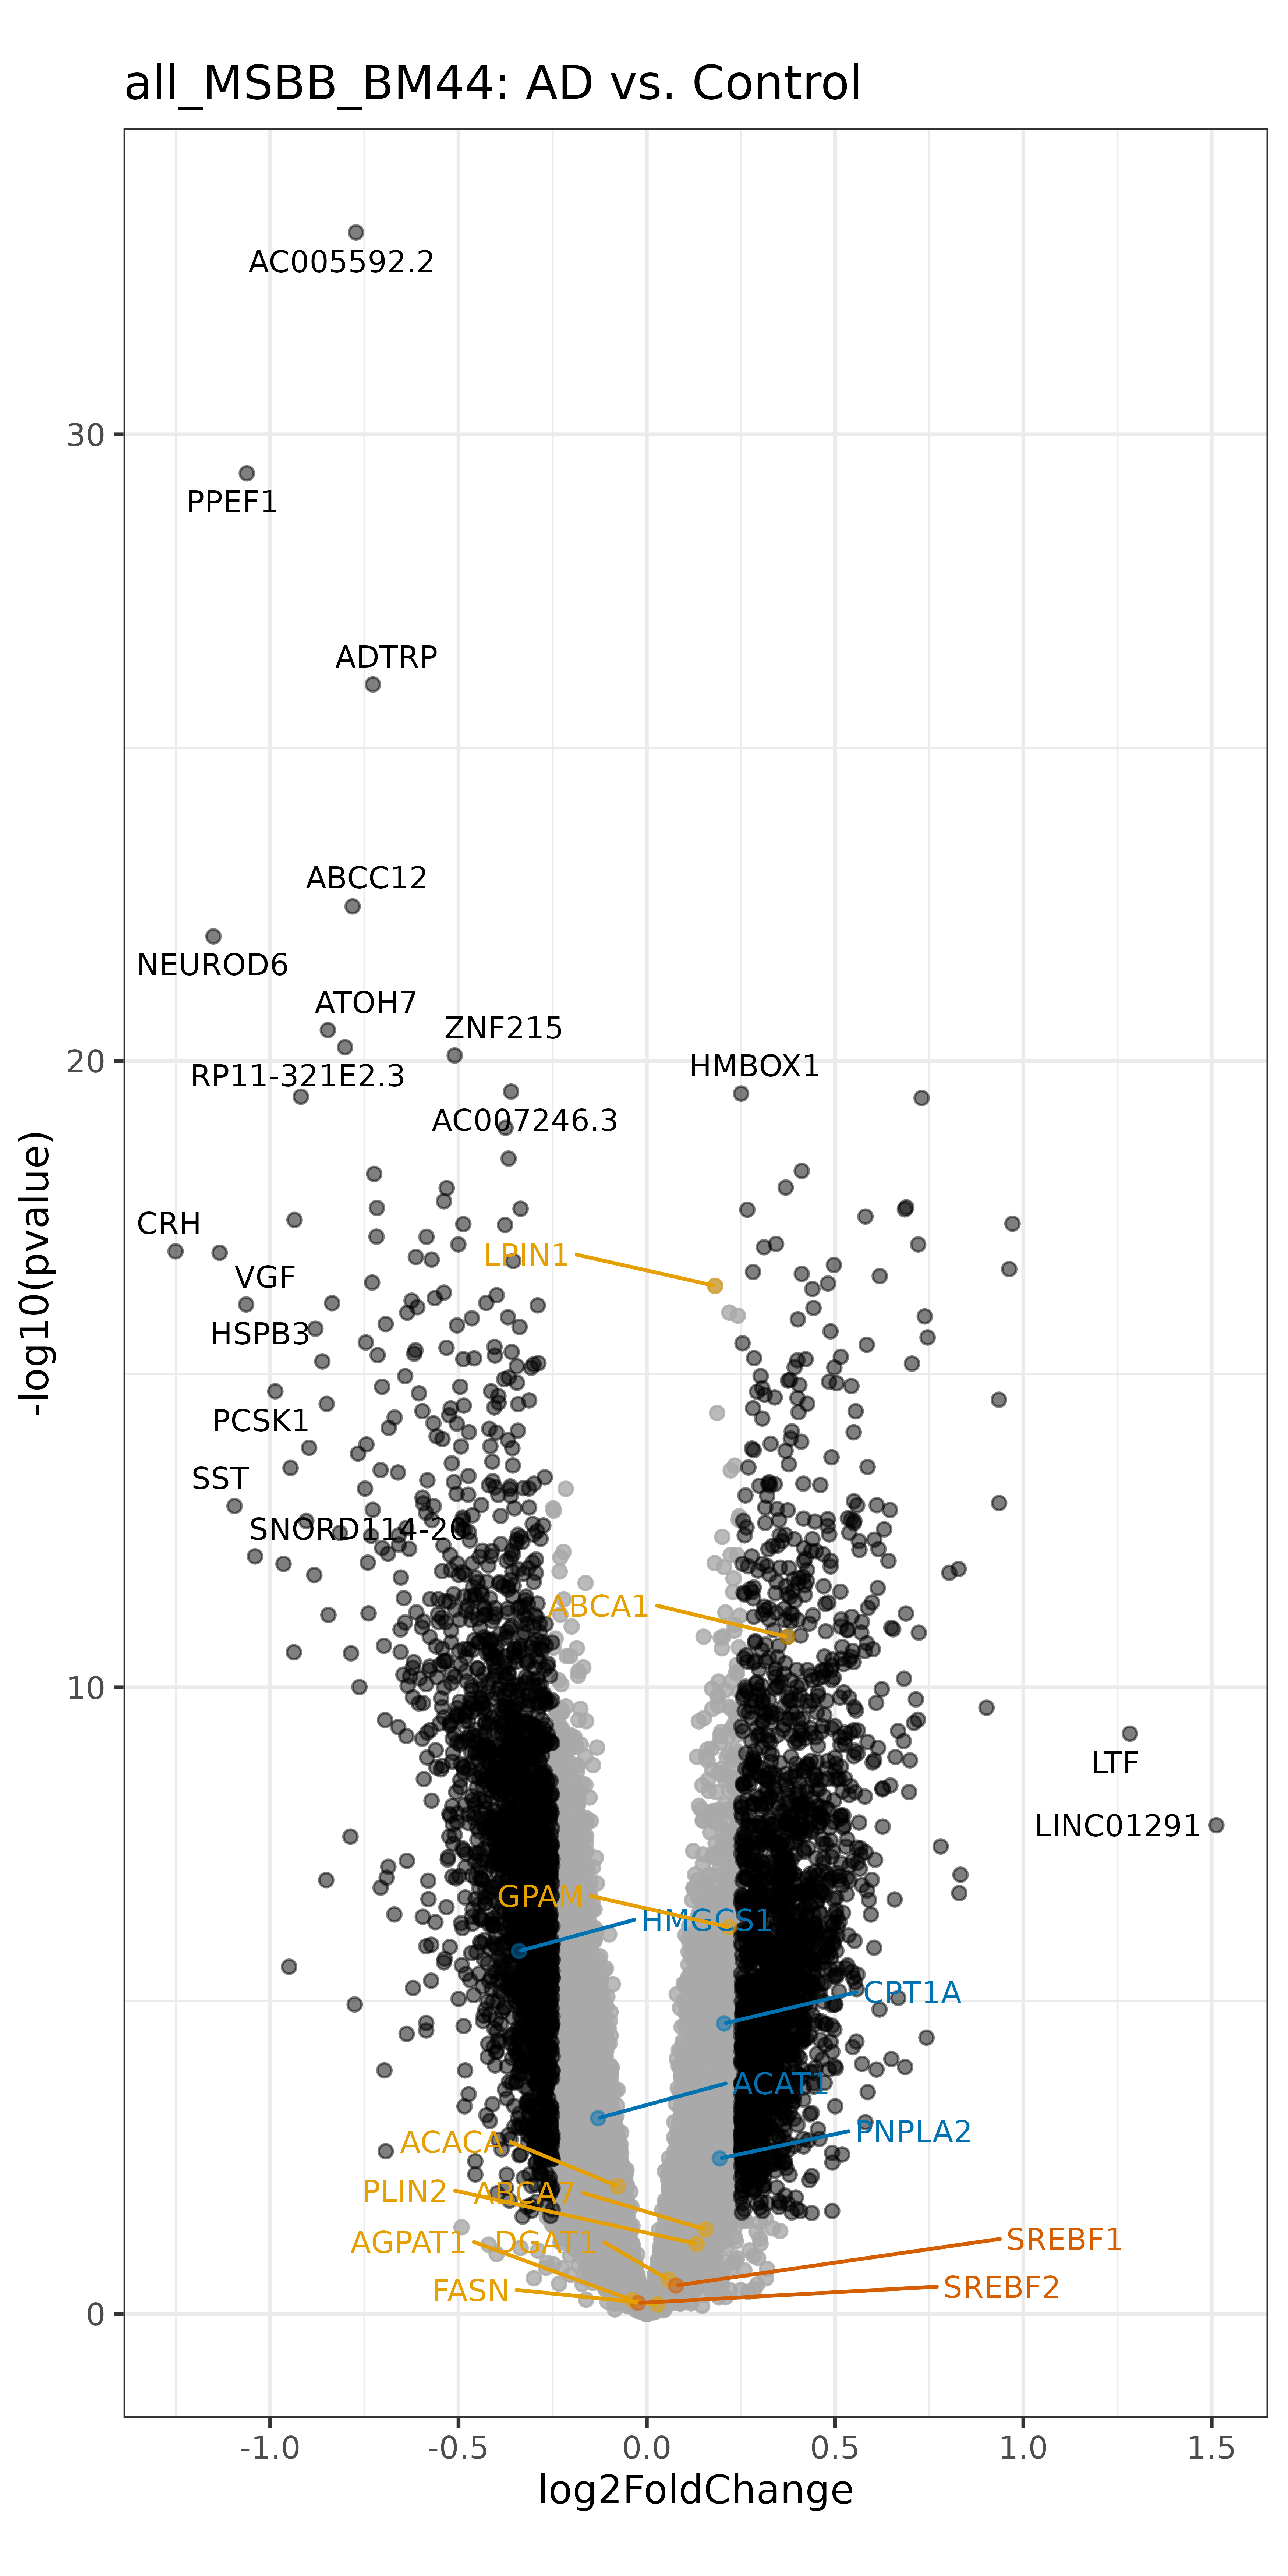 all_MSBB_BM44: AD vs. Control
AC005592.2
30
PPEF1
ADTRP
ABCC12
NEUROD6
ATOH7
ZNF215
20
HMBOX1
RP11-321E2.3
AC007246.3
CRH
LPIN1
VGF
HSPB3
-log10(pvalue)
PCSK1
SST
SNORD114-20
ABCA1
10
LTF
LINC01291
GPAM
HMGCS1
CPT1A
ACAT1
PNPLA2
ACACA
PLIN2
ABCA7
SREBF1
AGPAT1
DGAT1
SREBF2
FASN
0
-1.0
-0.5
0.0
0.5
1.0
1.5
log2FoldChange